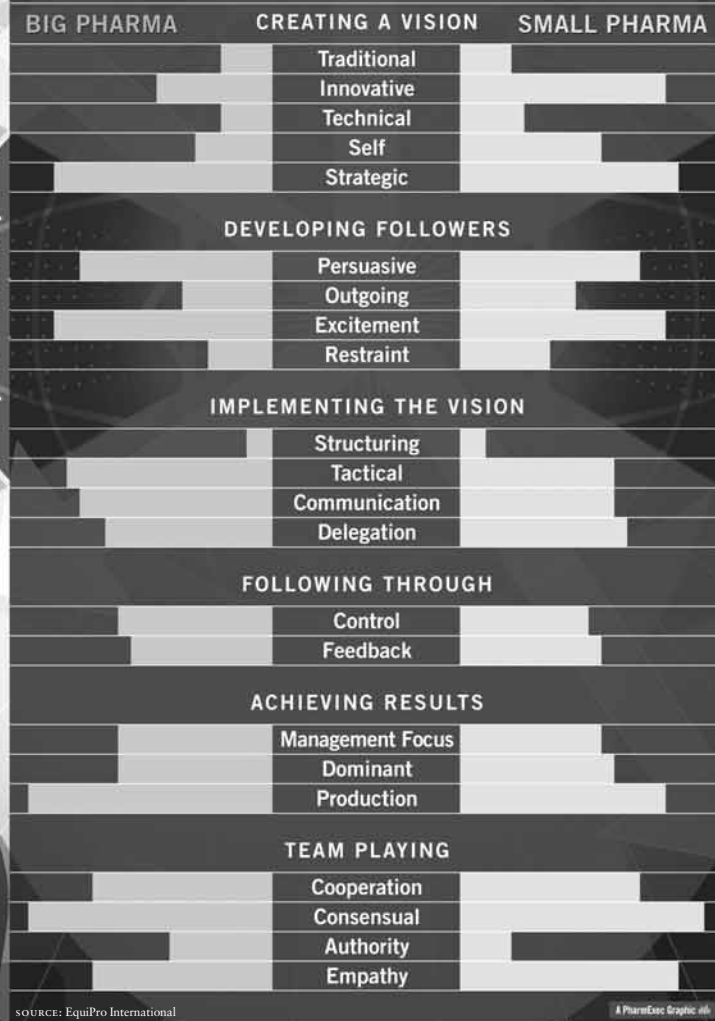 BIG PHARMA CREATING A VISION SMALL PHARMA
Traditional
Innovative
Technical
Self
Strategic
DEVELOPING FOLLOWERS
Persuasive
Outgoing
Excitement
Restraint
IMPLEMENTING THE VISION
Structuring
Tactical
Communication
Delegation
FOLLOWING THROUGH
Control
Feedback
ACHIEVING RESULTS
Management Focus
Dominant
Production
TEAM PLAYING
Cooperation
Consensual
Authority
Empathy
SOURCE: EquiPro International
A PharmExec Graphic